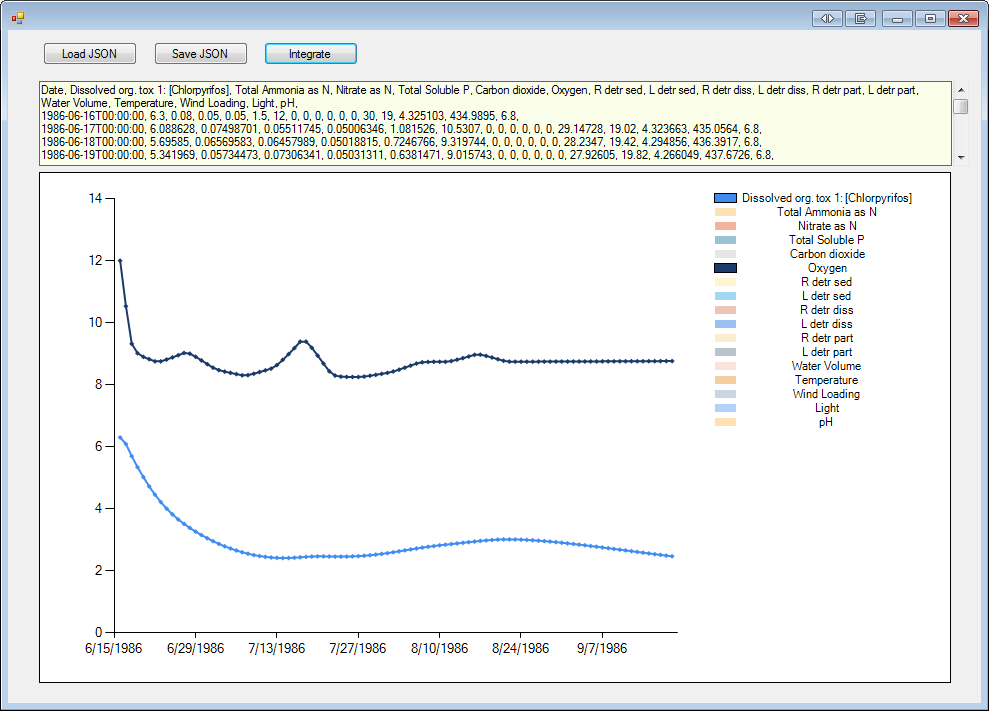 Load JSON Save JSON Integrate
Date, Dissolved org. tox 1: [Chlorpyrifos], Total Ammonia as N, Nitrate as N, Total Soluble P, Carbon dioxide, Oxygen, R detr sed, L detr sed, R detr diss, L detr diss, R detr part, L detr part,
Water Volume, Temperature, Wind Loading, Light, pH,
1986-06-16T00:00:00, 6.3, 0.08, 0.05, 0.05, 1.5, 12, 0, 0, 0, 0, 0, 0, 30, 19, 4.325103, 434.9895, 6.8,
1986-06-17T00:00:00, 6.088628, 0.07498701, 0.05511745, 0.05006346, 1.081526, 10.5307, 0, 0, 0, 0, 0, 0, 29.14728, 19.02, 4.323663, 435.0564, 6.8,
1986-06-18T00:00:00, 5.69585, 0.06569583, 0.06457989, 0.05018815, 0.7246766, 9.319744, 0, 0, 0, 0, 0, 0, 28.2347, 19.42, 4.294856, 436.3917, 6.8,
1986-06-19T00:00:00, 5.341969, 0.05734473, 0.07306341, 0.05031311, 0.6381471, 9.015743, 0, 0, 0, 0, 0, 0, 27.92605, 19.82, 4.266049, 437.6726, 6.8,
14
12
10
8
6
4
2
0
6/15/1986 6/29/1986 7/13/1986 7/27/1986 8/10/1986 8/24/1986 9/7/1986
Dissolved org. tox 1: [Chlorpyrifos]
Total Ammonia as N
Nitrate as N
Total Soluble P
Carbon dioxide
Oxygen
R detr sed
L detr sed
R detr diss
L detr diss
R detr part
L detr part
Water Volume
Temperature
Wind Loading
Light
pH